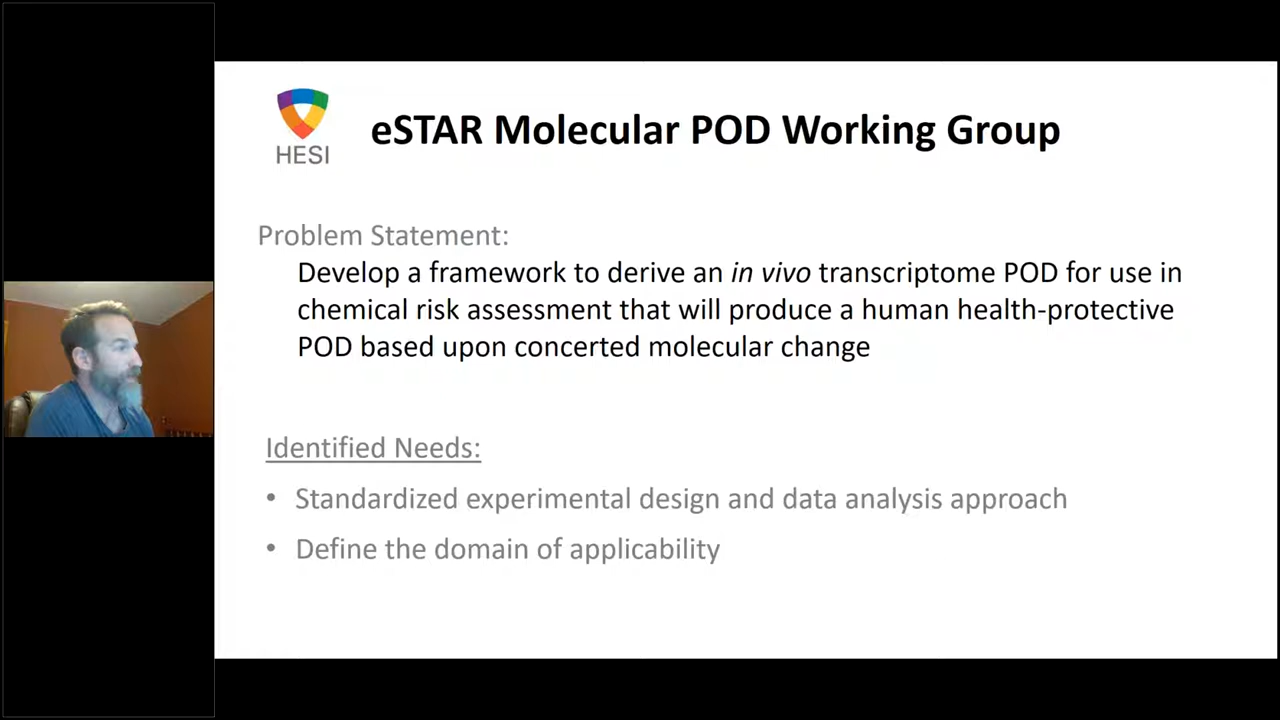 HESI
eSTAR Molecular POD Working Group
Problem Statement:
Develop a framework to derive an in vivo transcriptome POD for use in
chemical risk assessment that will produce a human health-protective
POD based upon concerted molecular change
Identified Needs:
• Standardized experimental design and data analysis approach
• Define the domain of applicability